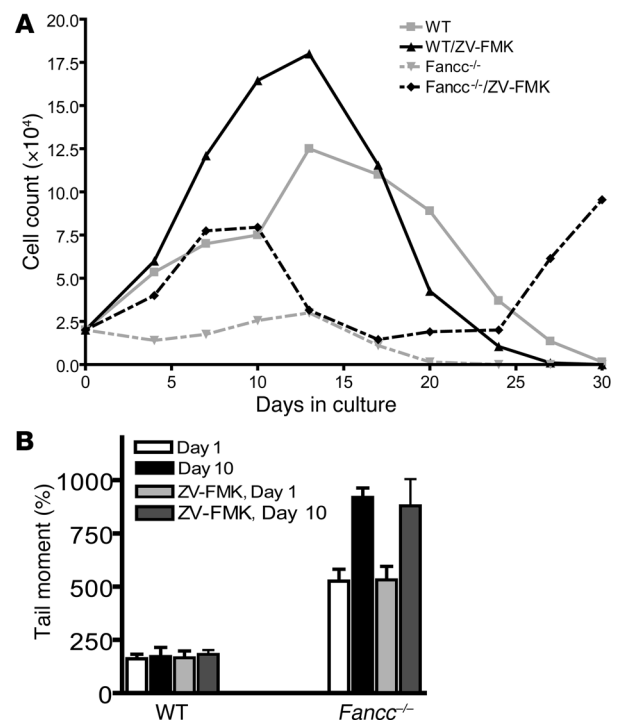 A
20.0
17.5
15.0
12.5
10.0
7.5
5.0
2.5
0.0
Cell count (×10⁴)
WT
WT/ZV-FMK
Fancc⁻/⁻
Fancc⁻/⁻/ZV-FMK
0 5 10 15 20 25 30
Days in culture
B
1000
750
500
250
0
Tail moment (%)
Day 1
Day 10
ZV-FMK, Day 1
ZV-FMK, Day 10
WT Fancc⁻/⁻